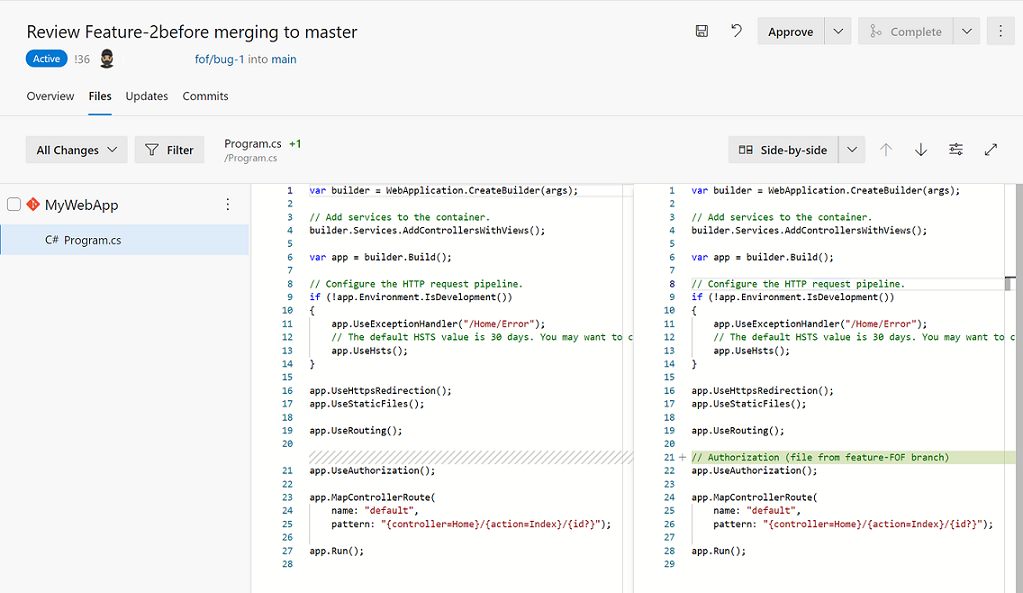 Review Feature-2before merging to master
Approve
Complete
Active !36 fof/bug-1 into main
Overview Files Updates Commits
All Changes Filter Program.cs +1
/Program.cs
Side-by-side
MyWebApp
C# Program.cs
1 var builder = WebApplication.CreateBuilder(args);
2
3 // Add services to the container.
4 builder.Services.AddControllersWithViews();
5
6 var app = builder.Build();
7
8 // Configure the HTTP request pipeline.
9 if (!app.Environment.IsDevelopment())
10 {
11 app.UseExceptionHandler("/Home/Error");
12 // The default HSTS value is 30 days. You may want to c
13 app.UseHsts();
14 }
15
16 app.UseHttpsRedirection();
17 app.UseStaticFiles();
18
19 app.UseRouting();
20
21 app.UseAuthorization();
22
23 app.MapControllerRoute(
24 name: "default",
25 pattern: "{controller=Home}/{action=Index}/{id?}");
26
27 app.Run();
28
1 var builder = WebApplication.CreateBuilder(args);
2
3 // Add services to the container.
4 builder.Services.AddControllersWithViews();
5
6 var app = builder.Build();
7
8 // Configure the HTTP request pipeline.
9 if (!app.Environment.IsDevelopment())
10 {
11 app.UseExceptionHandler("/Home/Error");
12 // The default HSTS value is 30 days. You may want to c
13 app.UseHsts();
14 }
15
16 app.UseHttpsRedirection();
17 app.UseStaticFiles();
18
19 app.UseRouting();
20
21 + // Authorization (file from feature-FOF branch)
22 app.UseAuthorization();
23
24 app.MapControllerRoute(
25 name: "default",
26 pattern: "{controller=Home}/{action=Index}/{id?}");
27
28 app.Run();
29